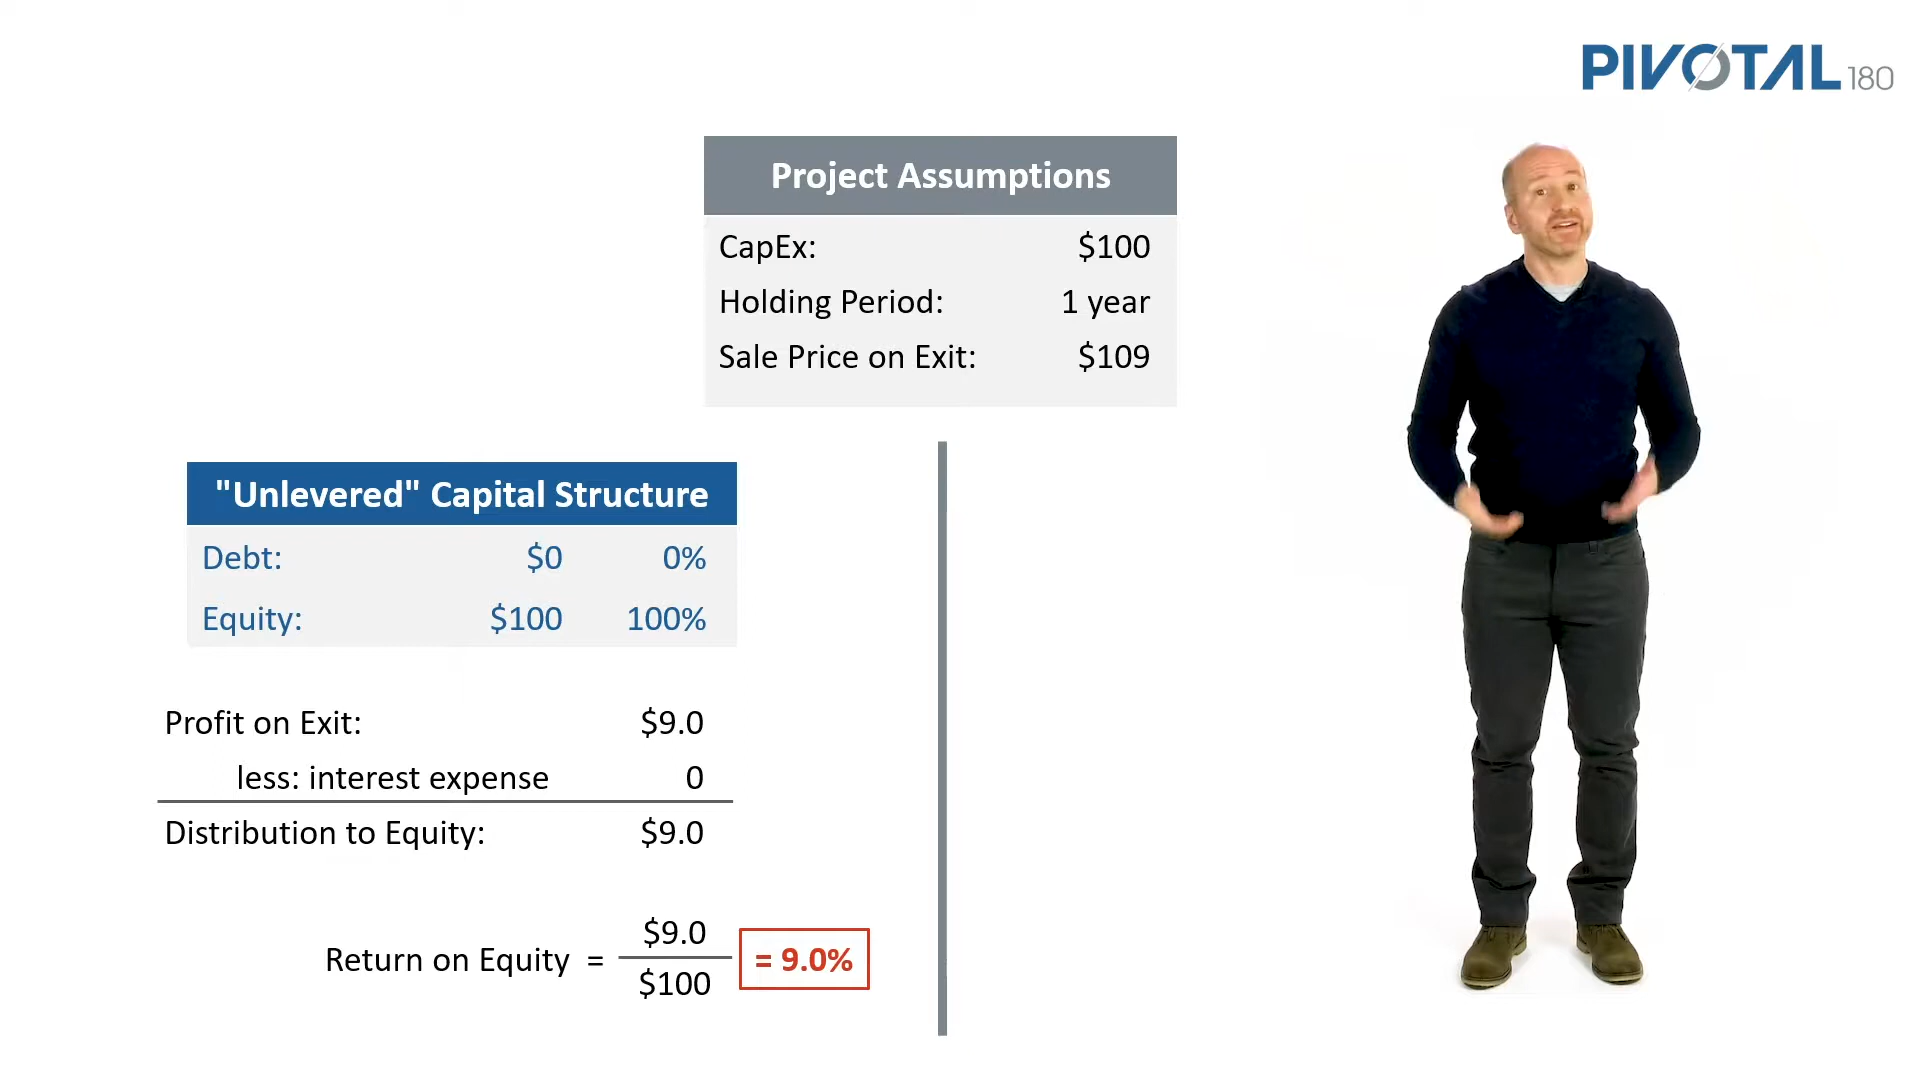 PIVOTAL 180
Project Assumptions
CapEx: $100
Holding Period: 1 year
Sale Price on Exit: $109
"Unlevered" Capital Structure
Debt: $0 0%
Equity: $100 100%
Profit on Exit: $9.0
less: interest expense 0
Distribution to Equity: $9.0
$9.0
Return on Equity = = 9.0%
$100